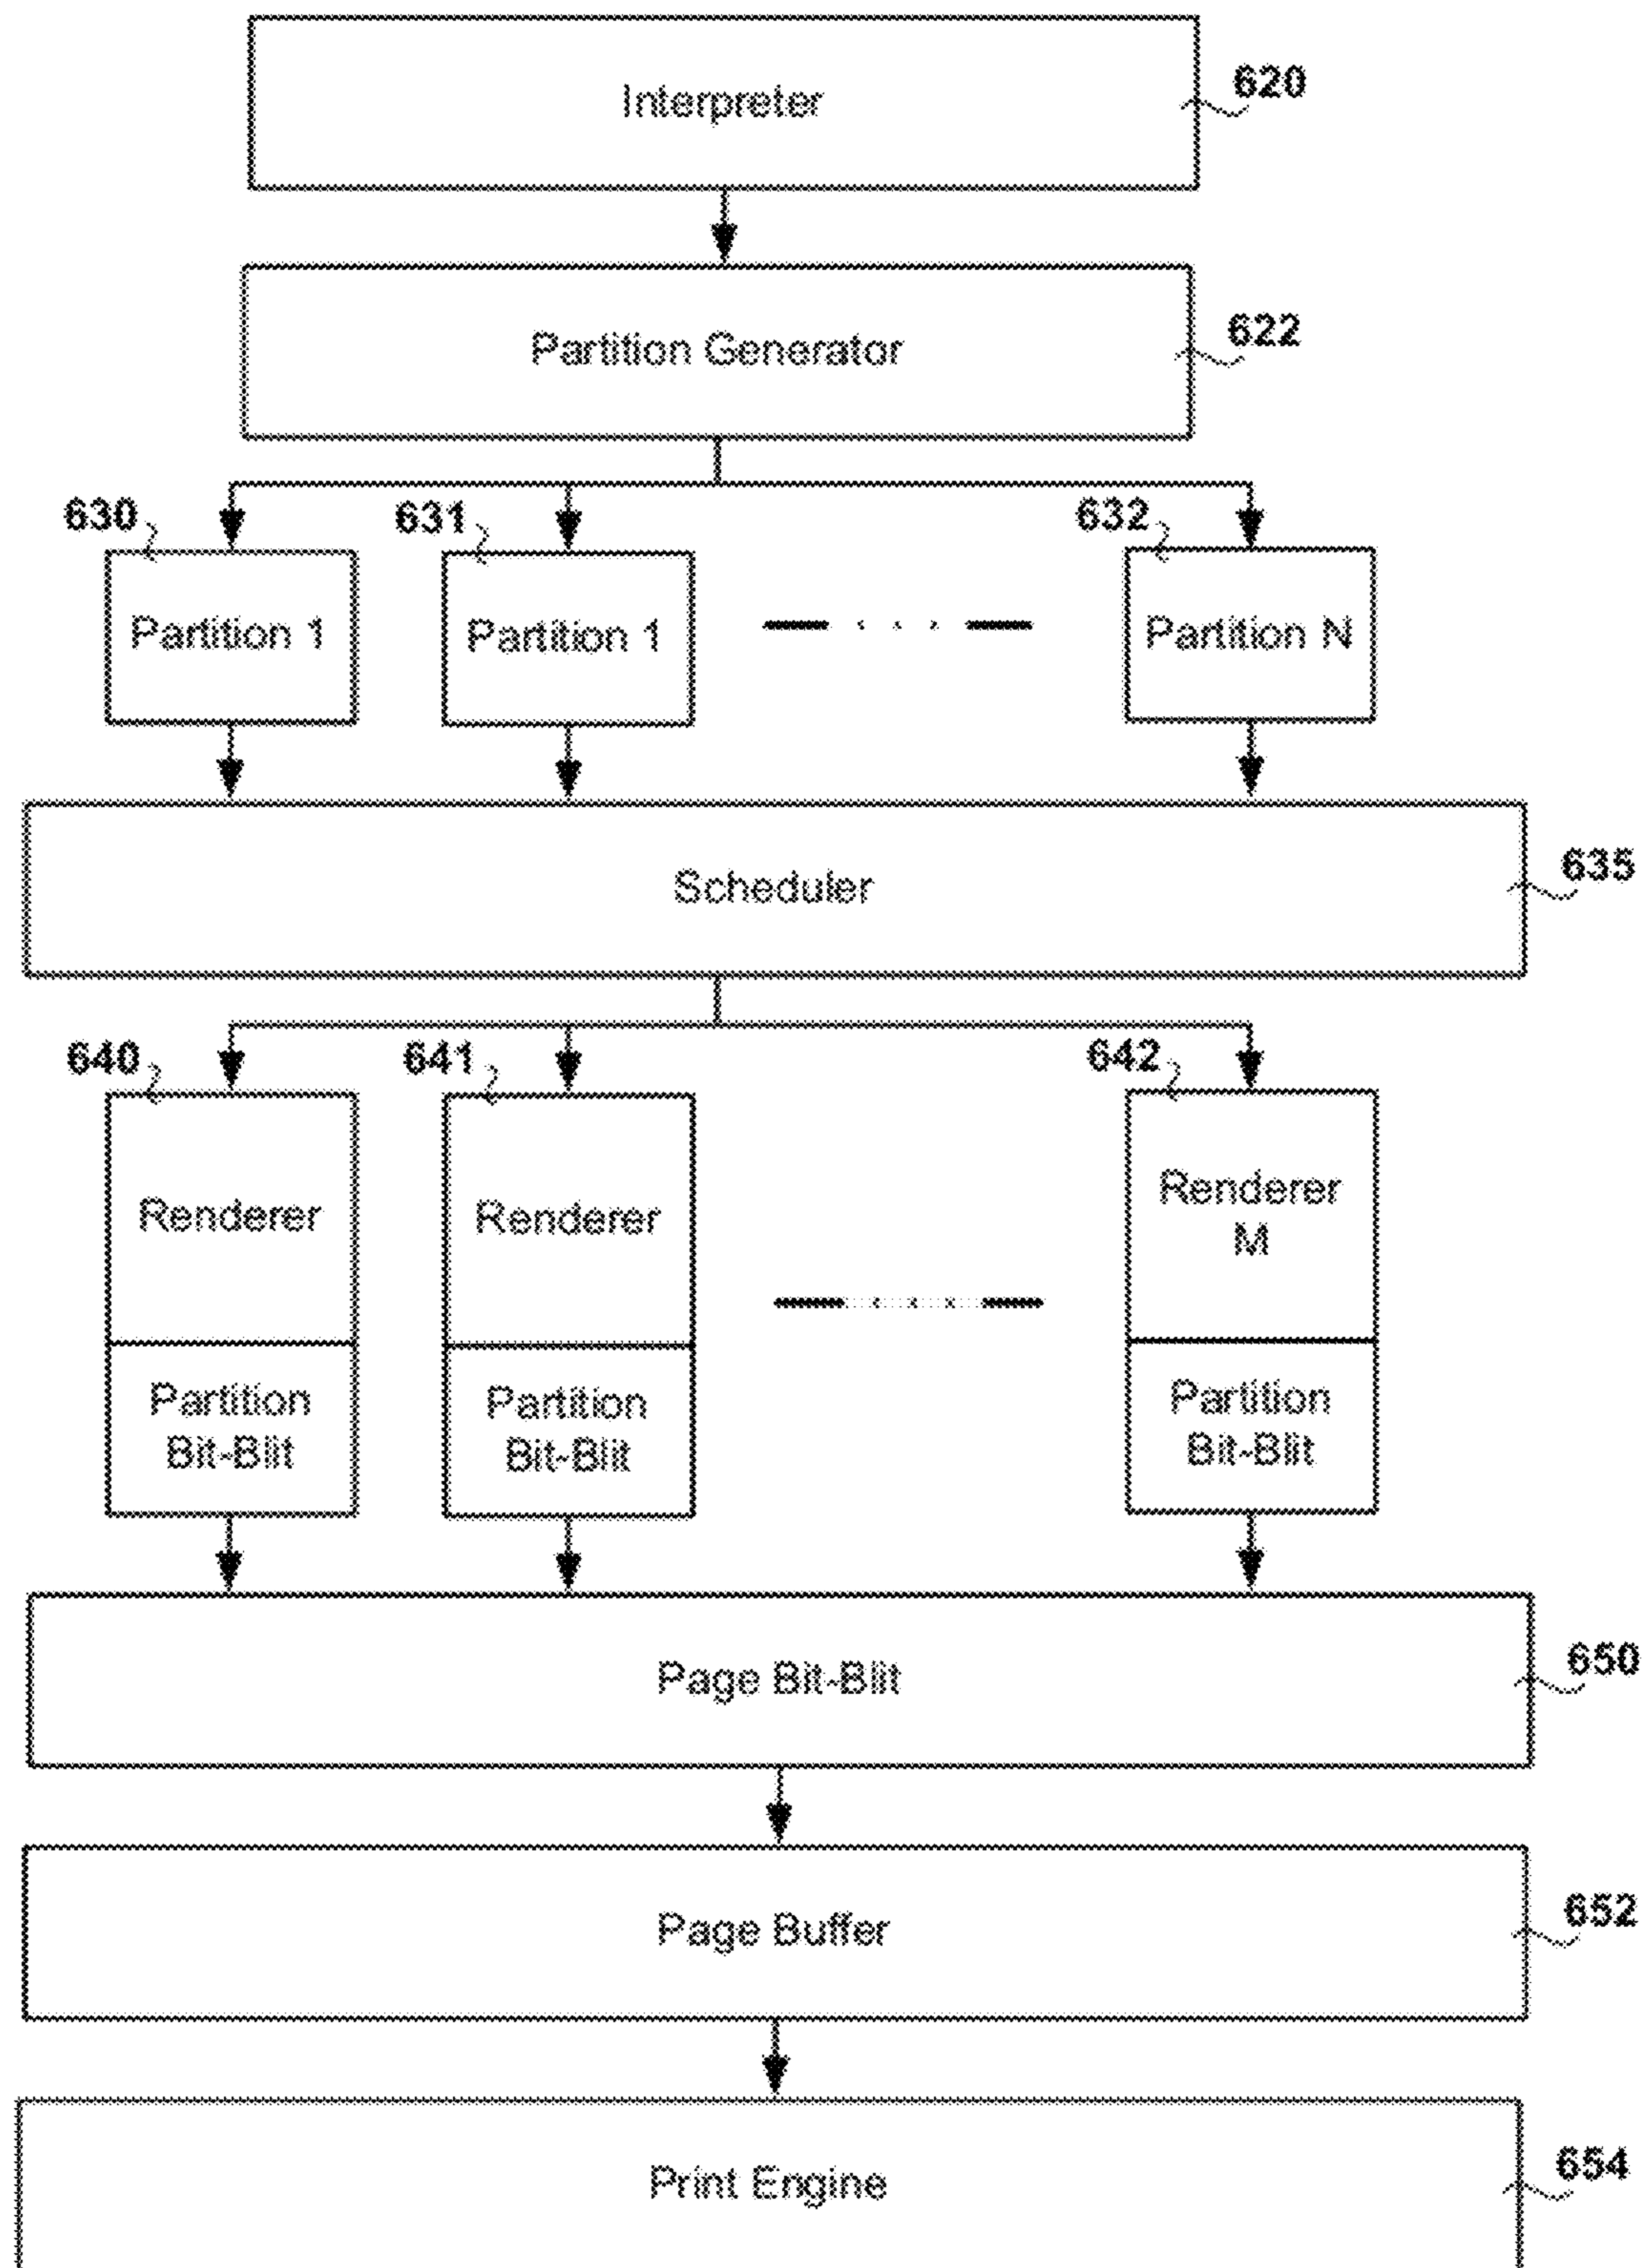 Interpreter
620
Partition Generator
622
630
631
632
Partition 1
Partition 1
Partition N
Scheduler
635
640
641
642
Renderer
Renderer
Renderer
M
Partition
Bit-Blit
Partition
Bit-Blit
Partition
Bit-Blit
Page Bit-Blit
650
Page Buffer
652
Print Engine
654